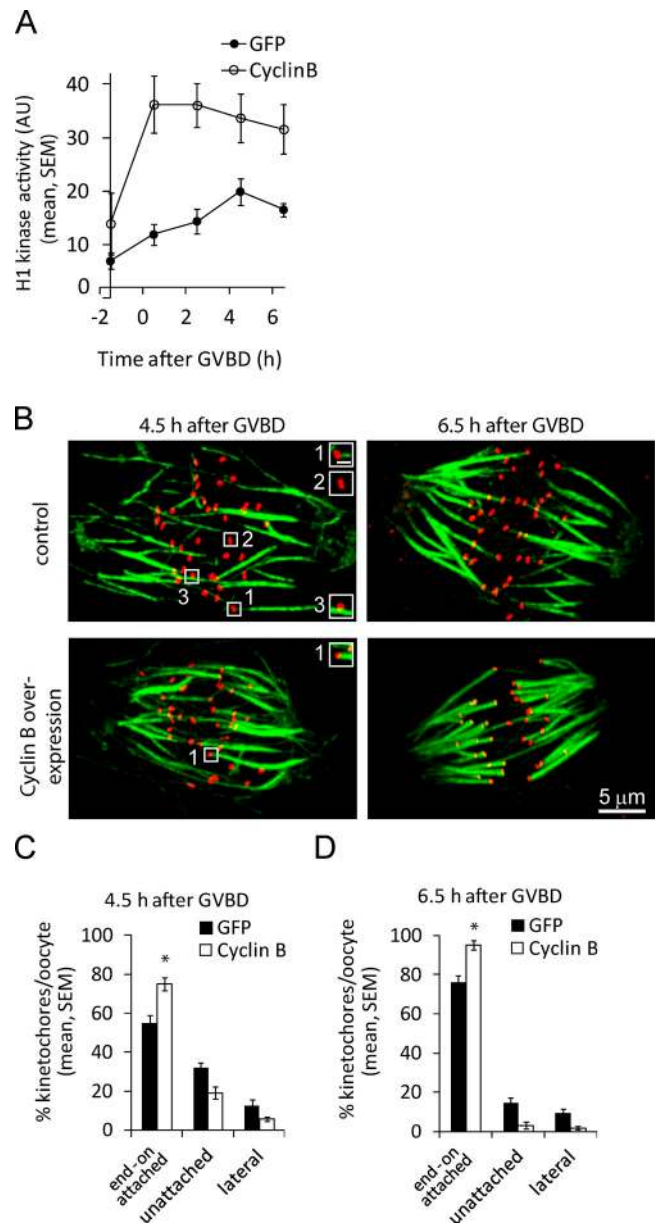 A
GFP
CyclinB
H1 kinase activity (AU)
(mean, SEM)
40
30
20
10
0
-2 0 2 4 6
Time after GVBD (h)
B
4.5 h after GVBD
6.5 h after GVBD
control
1
2
3
2
3
1
Cyclin B over-
expression
1
1
5 μm
C
4.5 h after GVBD
GFP
Cyclin B
% kinetochores/oocyte
(mean, SEM)
100
80
60
40
20
0
*
end-on
attached
unattached
lateral
D
6.5 h after GVBD
GFP
Cyclin B
% kinetochores/oocyte
(mean, SEM)
100
80
60
40
20
0
*
end-on
attached
unattached
lateral